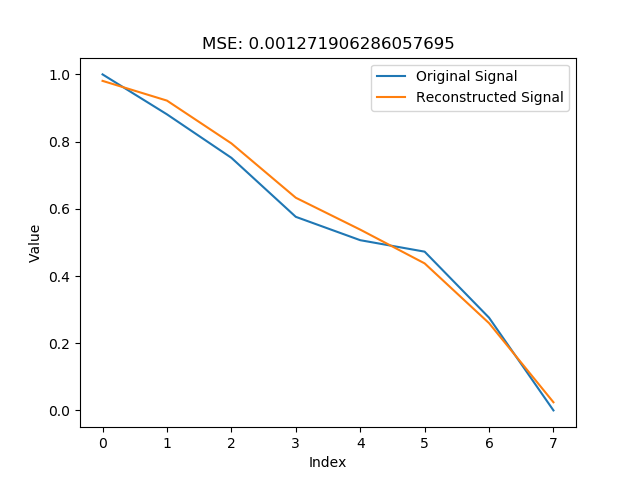 MSE: 0.001271906286057695
Original Signal
Reconstructed Signal
1.0
0.8
0.6
0.4
0.2
0.0
Value
0 1 2 3 4 5 6 7
Index